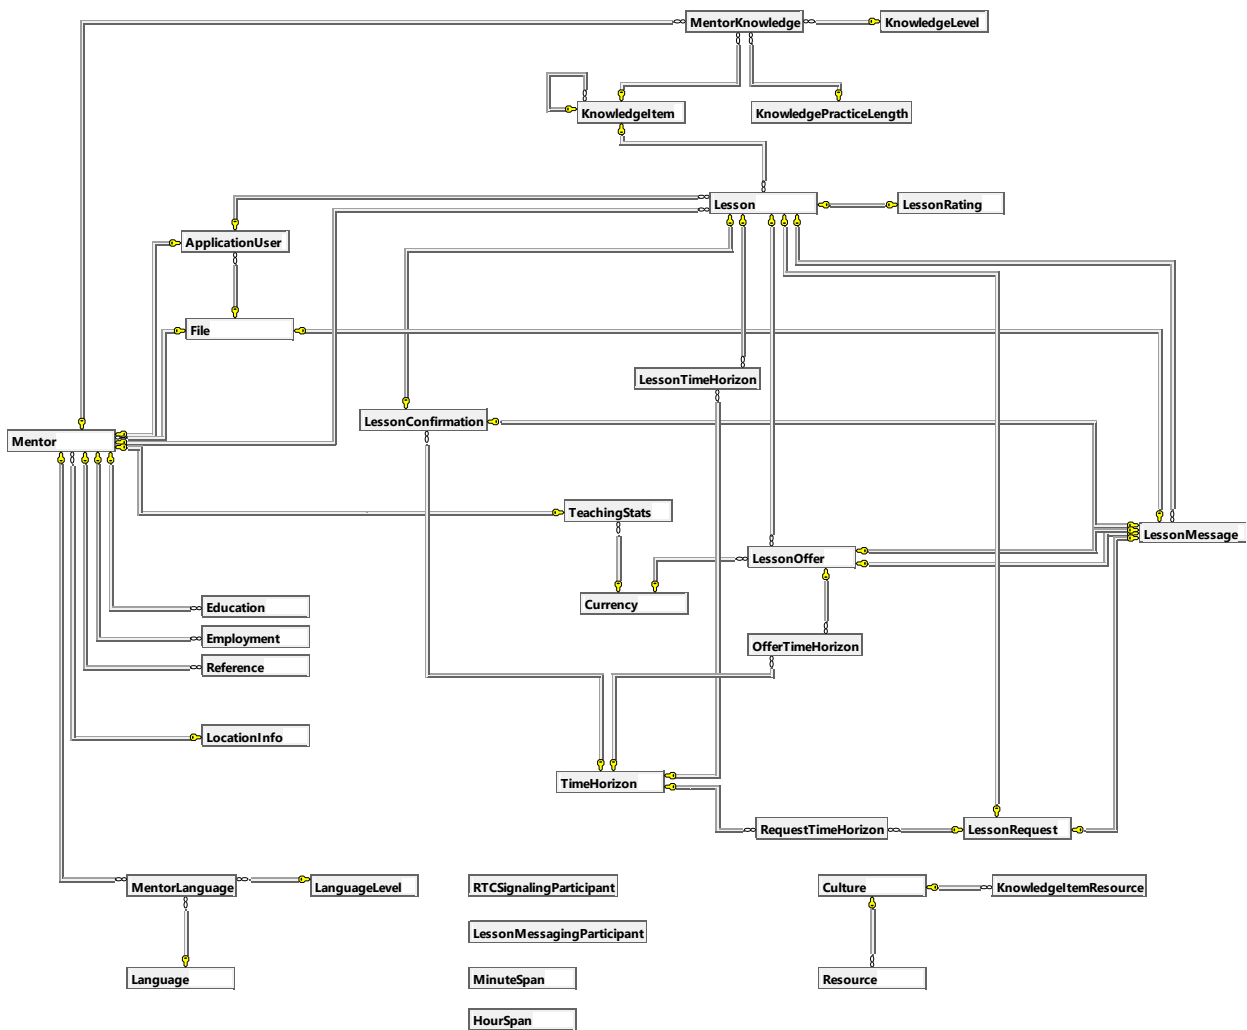 MentorKnowledge
KnowledgeLevel
KnowledgeItem
KnowledgePracticeLength
Lesson
LessonRating
ApplicationUser
File
LessonTimeHorizon
LessonConfirmation
Mentor
TeachingStats
LessonMessage
LessonOffer
Currency
Education
Employment
OfferTimeHorizon
Reference
LocationInfo
TimeHorizon
RequestTimeHorizon
LessonRequest
MentorLanguage
LanguageLevel
RTCSignalingParticipant
Culture
KnowledgeItemResource
LessonMessagingParticipant
Language
MinuteSpan
Resource
HourSpan